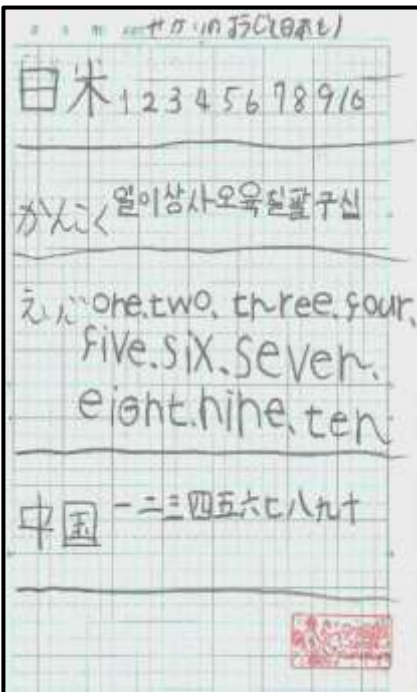 せかいのすうじ(日本も)
日米 1 2 3 4 5 6 7 8 9 10
かんこく 일이삼사오육칠팔구십
えいご one.two.three.four.
five.six.seven.
eight.nine.ten
中国 一二三四五六七八九十